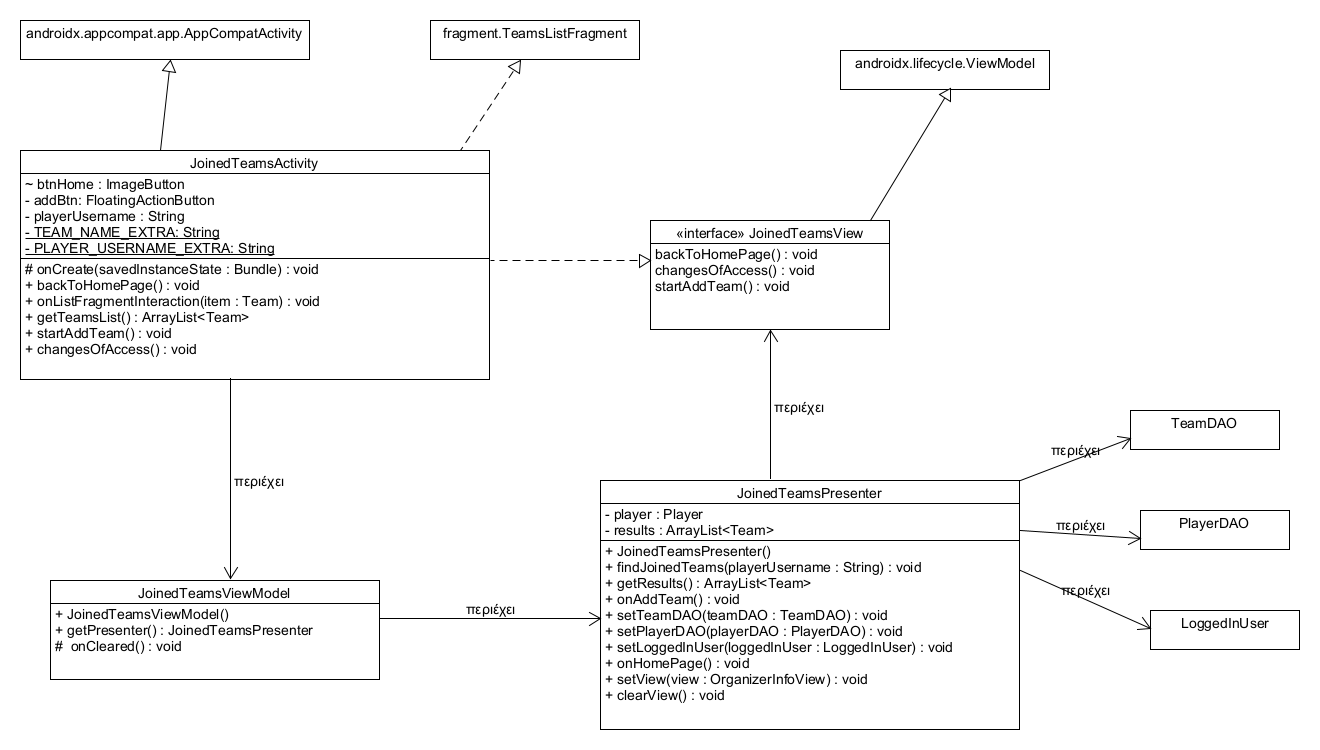 androidx.appcompat.app.AppCompatActivity
fragment.TeamsListFragment
androidx.lifecycle.ViewModel
JoinedTeamsActivity
~ btnHome : ImageButton
- addBtn: FloatingActionButton
- playerUsername : String
- TEAM_NAME_EXTRA: String
- PLAYER_USERNAME_EXTRA: String
# onCreate(savedInstanceState : Bundle) : void
+ backToHomePage() : void
+ onListFragmentInteraction(item : Team) : void
+ getTeamsList() : ArrayList<Team>
+ startAddTeam() : void
+ changesOfAccess() : void
«interface» JoinedTeamsView
backToHomePage() : void
changesOfAccess() : void
startAddTeam() : void
περιέχει
περιέχει
TeamDAO
περιέχει
JoinedTeamsPresenter
- player : Player
- results : ArrayList<Team>
+ JoinedTeamsPresenter()
+ findJoinedTeams(playerUsername : String) : void
+ getResults() : ArrayList<Team>
+ onAddTeam() : void
+ setTeamDAO(teamDAO : TeamDAO) : void
+ setPlayerDAO(playerDAO : PlayerDAO) : void
+ setLoggedInUser(loggedInUser : LoggedInUser) : void
+ onHomePage() : void
+ setView(view : OrganizerInfoView) : void
+ clearView() : void
περιέχει
PlayerDAO
περιέχει
LoggedInUser
JoinedTeamsViewModel
+ JoinedTeamsViewModel()
+ getPresenter() : JoinedTeamsPresenter
#  onCleared() : void
περιέχει